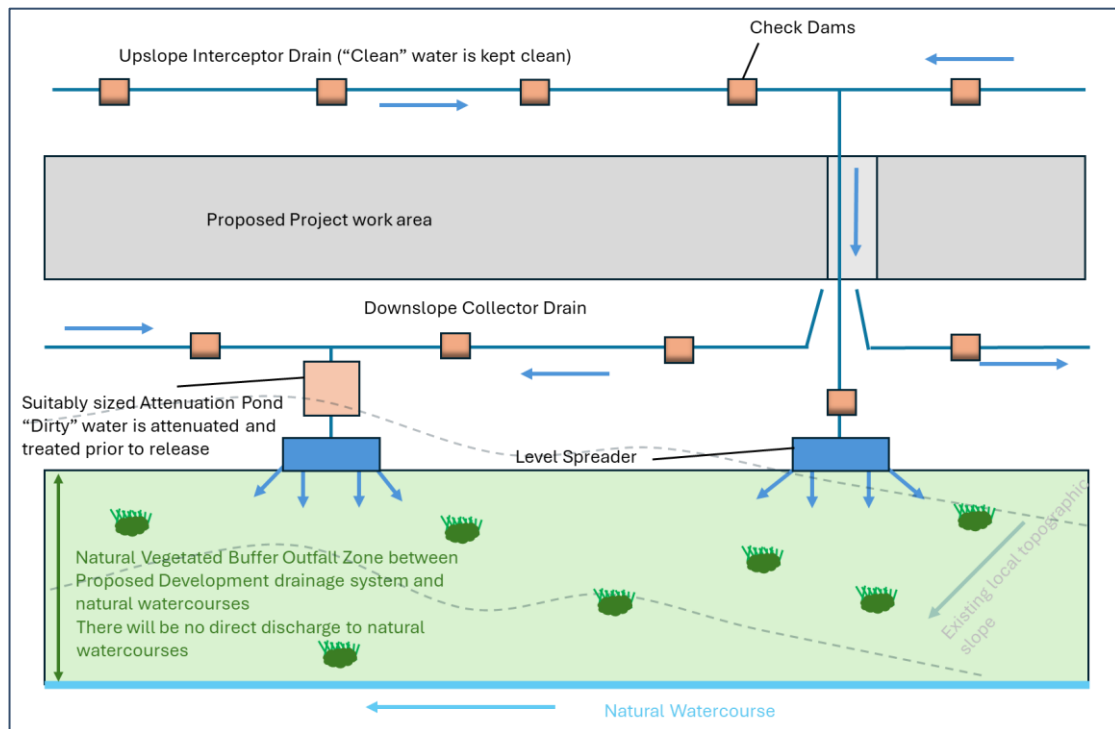 Check Dams
Upslope Interceptor Drain (“Clean” water is kept clean)
Proposed Project work area
Downslope Collector Drain
Suitably sized Attenuation Pond
“Dirty” water is attenuated and
treated prior to release
Level Spreader
Natural Vegetated Buffer Outfalt Zone between
Proposed Development drainage system and
natural watercourses
There will be no direct discharge to natural
watercourses
Existing local topographic
slope
Natural Watercourse